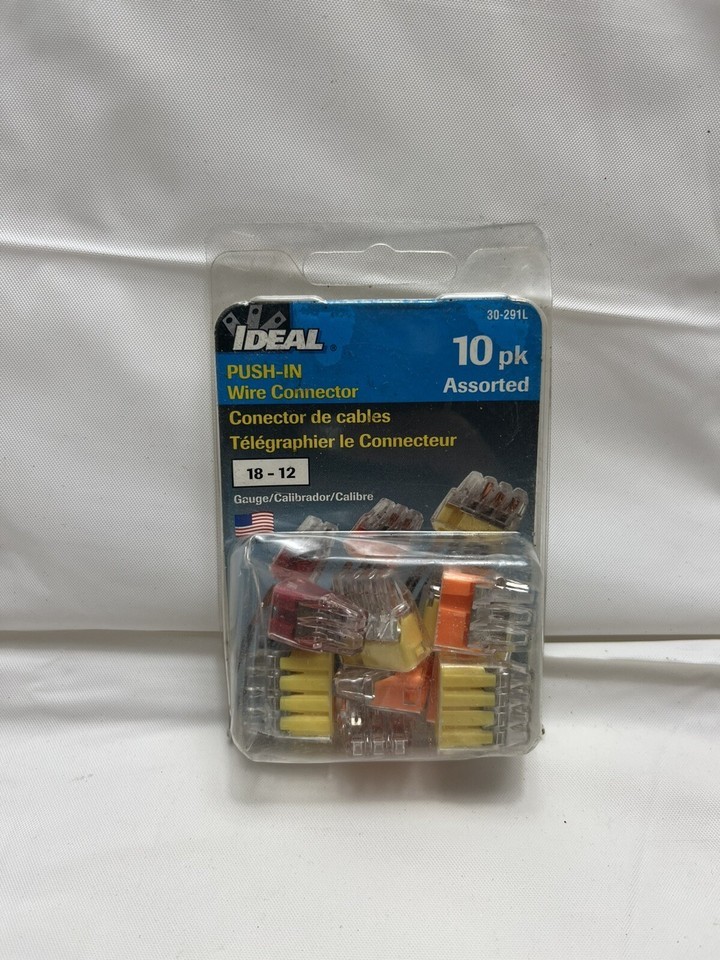 IDEAL®
30-291L
10 pk
Assorted
PUSH-IN
Wire Connector
Conector de cables
Télégraphier le Connecteur
18 - 12
Gauge/Calibrador/Calibre